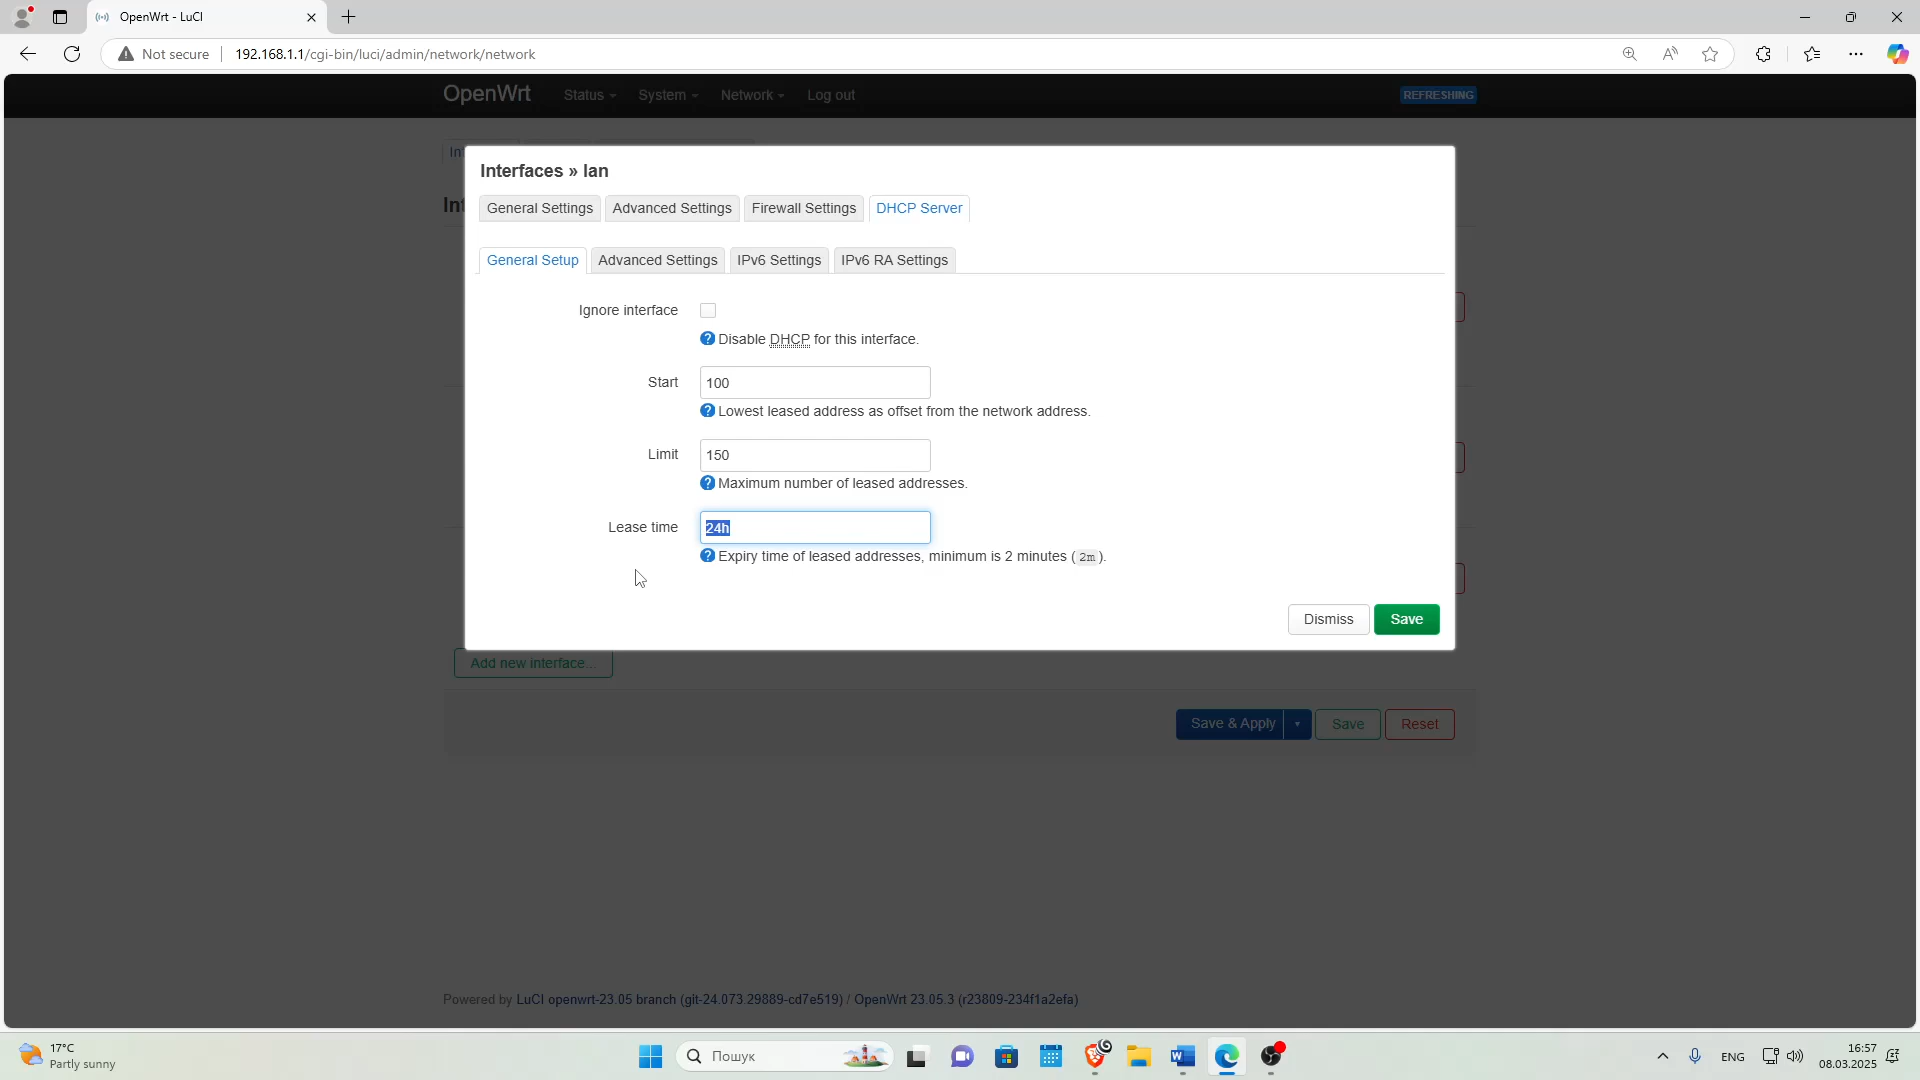 OpenWrt - LuCI
Not secure
192.168.1.1/cgi-bin/luci/admin/network/network
OpenWrt
Status
System
Network
Log out
REFRESHING
Interfaces » lan
General Settings
Advanced Settings
Firewall Settings
DHCP Server
General Setup
Advanced Settings
IPv6 Settings
IPv6 RA Settings
Ignore interface
Disable DHCP for this interface.
Start
100
Lowest leased address as offset from the network address.
Limit
150
Maximum number of leased addresses.
Lease time
24h
Expiry time of leased addresses, minimum is 2 minutes ( 2m ).
Dismiss
Save
Add new interface...
Save & Apply
Save
Reset
Powered by LuCI openwrt-23.05 branch (git-24.073.29889-cd7e519) / OpenWrt 23.05.3 (r23809-234f1a2efa)
17°C
Partly sunny
Пошук
ENG
16:57
08.03.2025